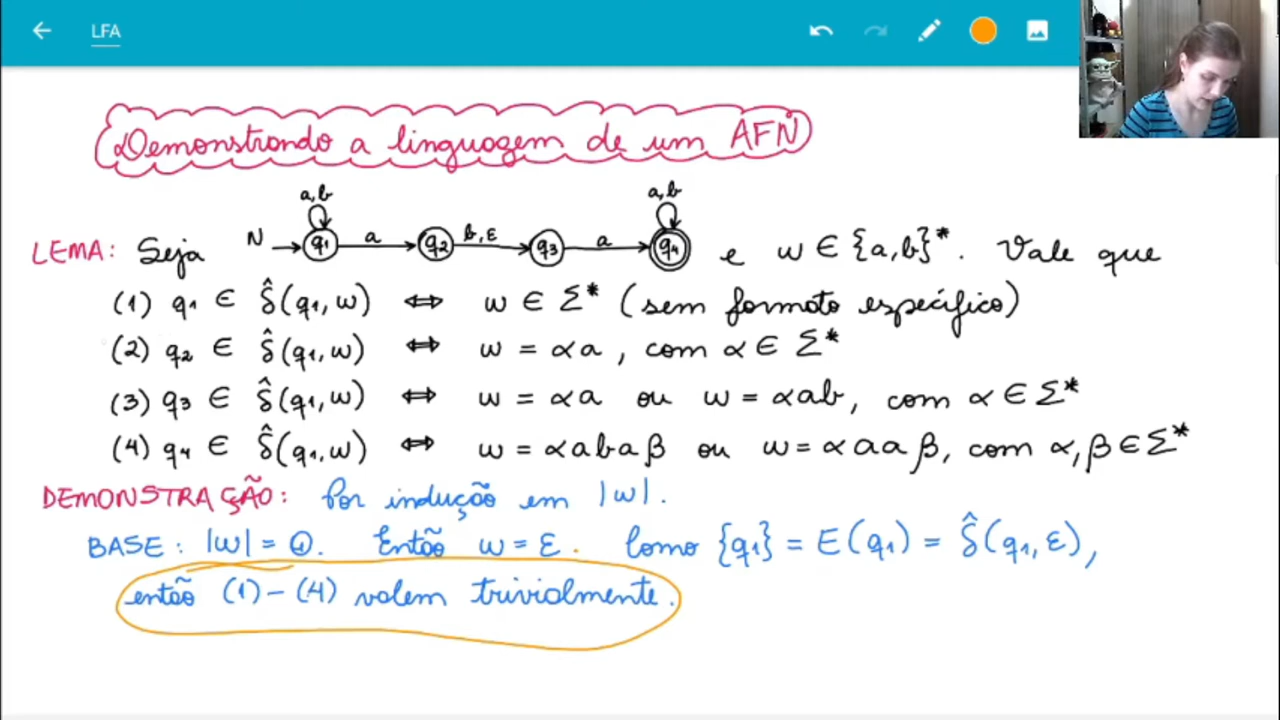 LFA
Demonstrando a linguagem de um AFN
a,b a,b
LEMA: Seja N q1 a q2 b,ε q3 a q4 e w ∈ {a,b}*. Vale que
(1) q1 ∈ δ̂(q1,w) ⇔ w ∈ Σ* (sem formato específico)
(2) q2 ∈ δ̂(q1,w) ⇔ w = αa, com α ∈ Σ*
(3) q3 ∈ δ̂(q1,w) ⇔ w = αa ou w = αab, com α ∈ Σ*
(4) q4 ∈ δ̂(q1,w) ⇔ w = αabaβ ou w = αaaβ, com α,β ∈ Σ*
DEMONSTRAÇÃO: Por indução em |w|.
BASE: |w| = . Então w = ε. Como {q1} = E(q1) = δ̂(q1,ε),
então (1)-(4) valem trivialmente.